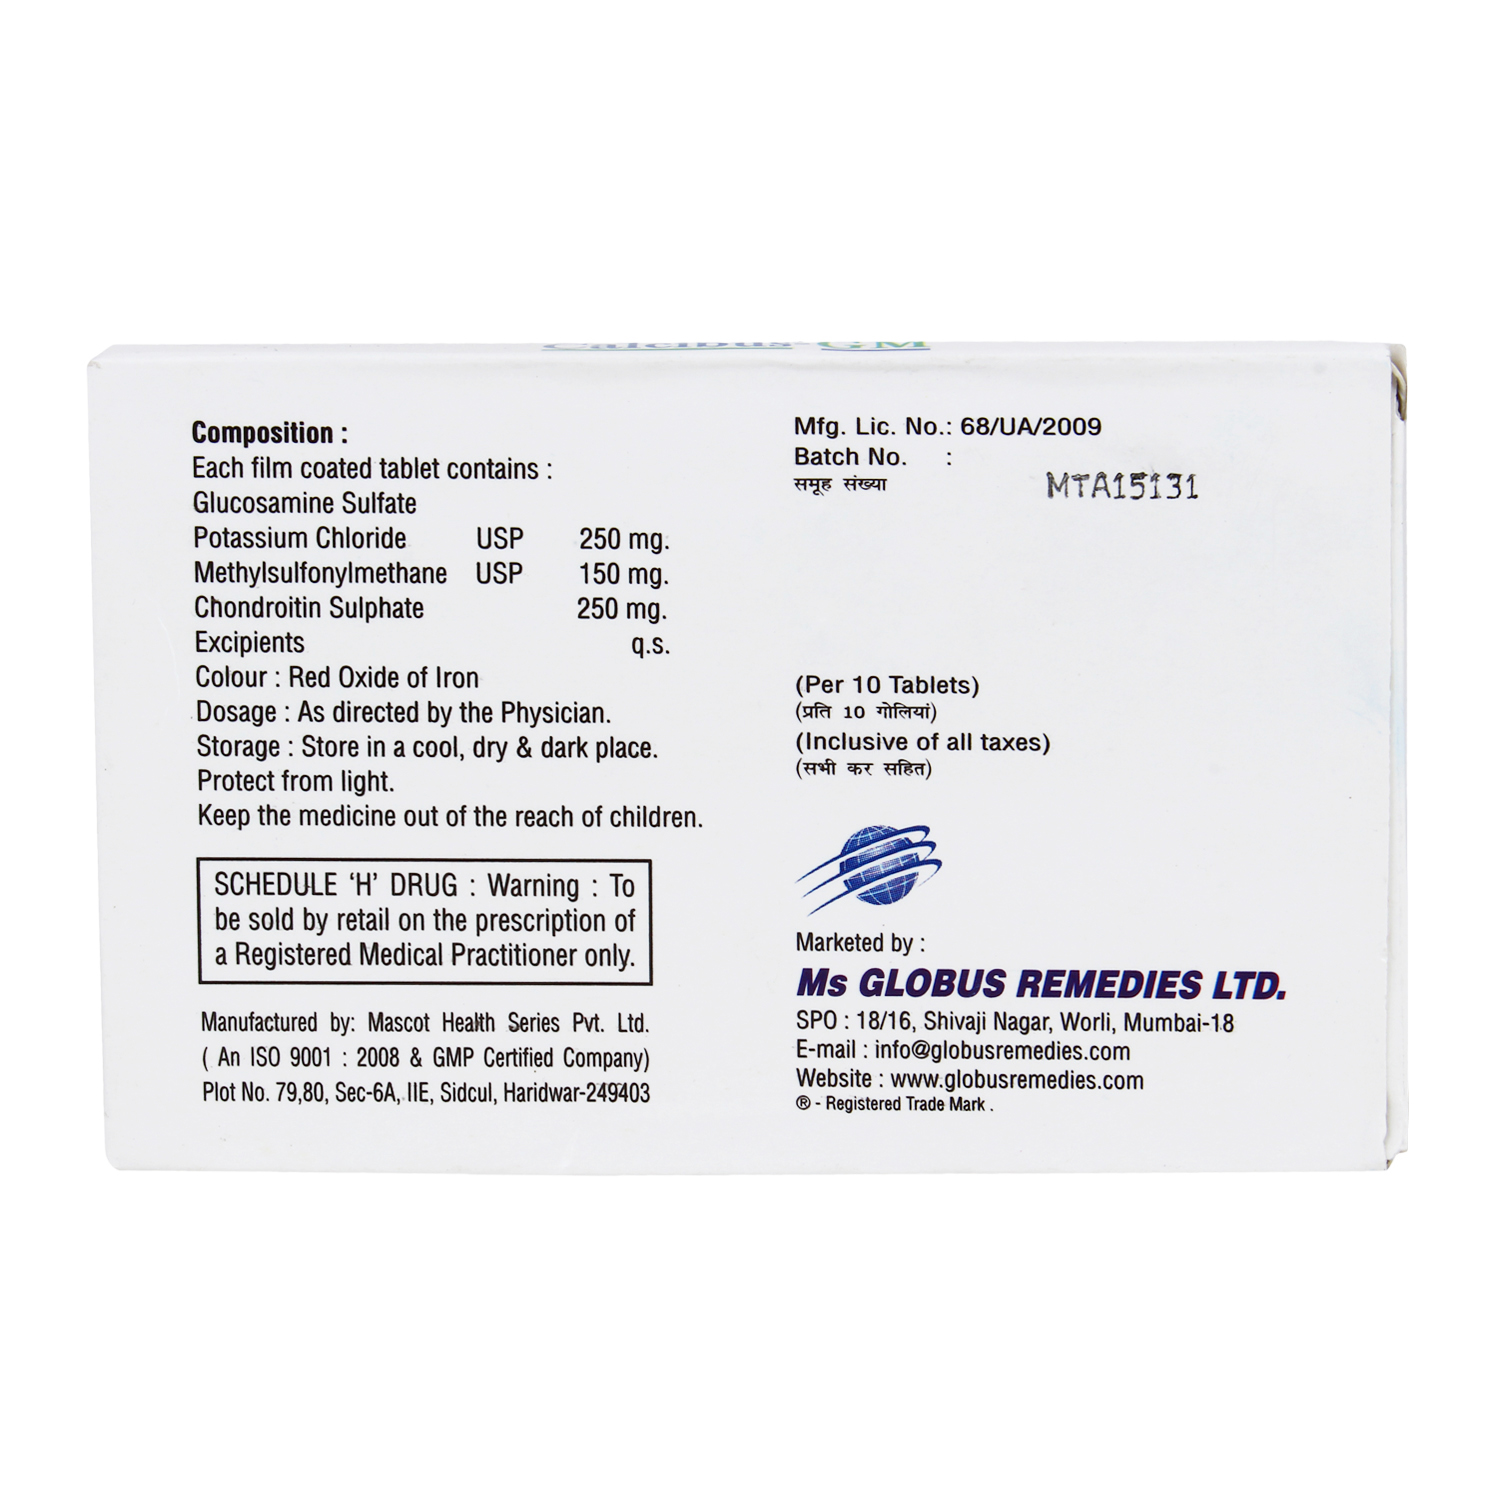 Calcibus-GM
Composition :
Each film coated tablet contains :
Glucosamine Sulfate
Potassium Chloride USP 250 mg.
Methylsulfonylmethane USP 150 mg.
Chondroitin Sulphate 250 mg.
Excipients q.s.
Colour : Red Oxide of Iron
Dosage : As directed by the Physician.
Storage : Store in a cool, dry & dark place.
Protect from light.
Keep the medicine out of the reach of children.
SCHEDULE 'H' DRUG : Warning : To
be sold by retail on the prescription of
a Registered Medical Practitioner only.
Manufactured by: Mascot Health Series Pvt. Ltd.
( An ISO 9001 : 2008 & GMP Certified Company)
Plot No. 79,80, Sec-6A, IIE, Sidcul, Haridwar-249403
Mfg. Lic. No.: 68/UA/2009
Batch No. :
समूह संख्या
MTA15131
(Per 10 Tablets)
(प्रति 10 गोलियां)
(Inclusive of all taxes)
(सभी कर सहित)
Marketed by :
Ms GLOBUS REMEDIES LTD.
SPO : 18/16, Shivaji Nagar, Worli, Mumbai-18
E-mail : info@globusremedies.com
Website : www.globusremedies.com
® - Registered Trade Mark .